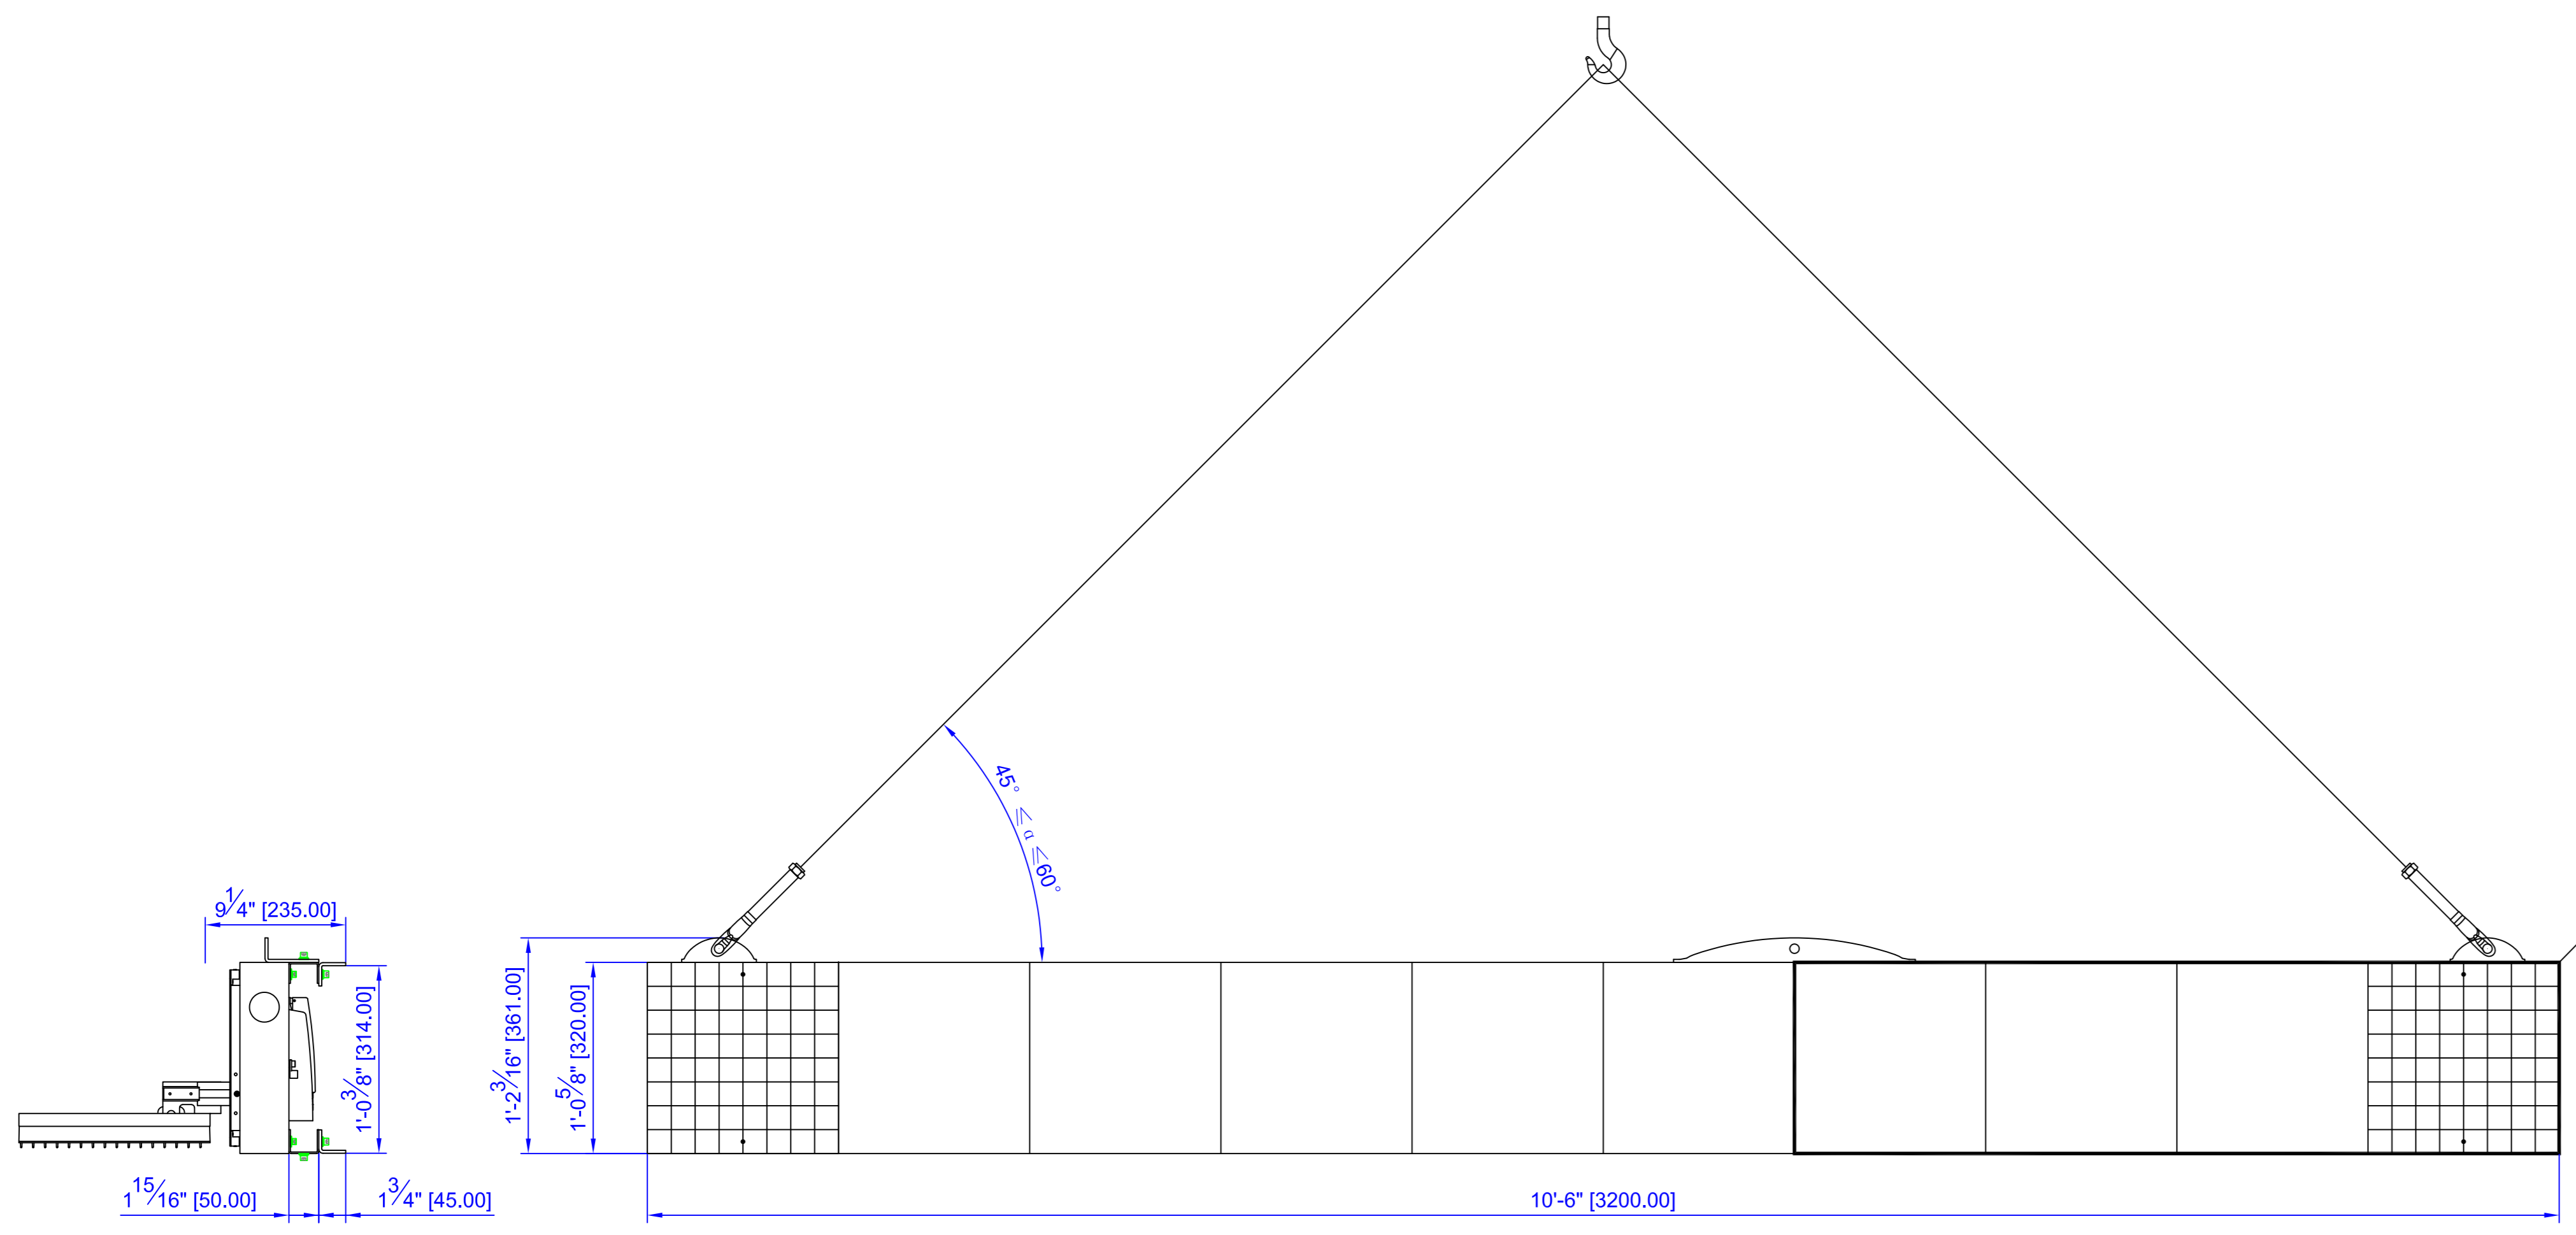 45° ≤ α ≤60°
9 1/4" [235.00]
1'-0 3/8" [314.00]
1'-2 3/16" [361.00]
1'-0 5/8" [320.00]
1 15/16" [50.00]
1 3/4" [45.00]
10'-6" [3200.00]